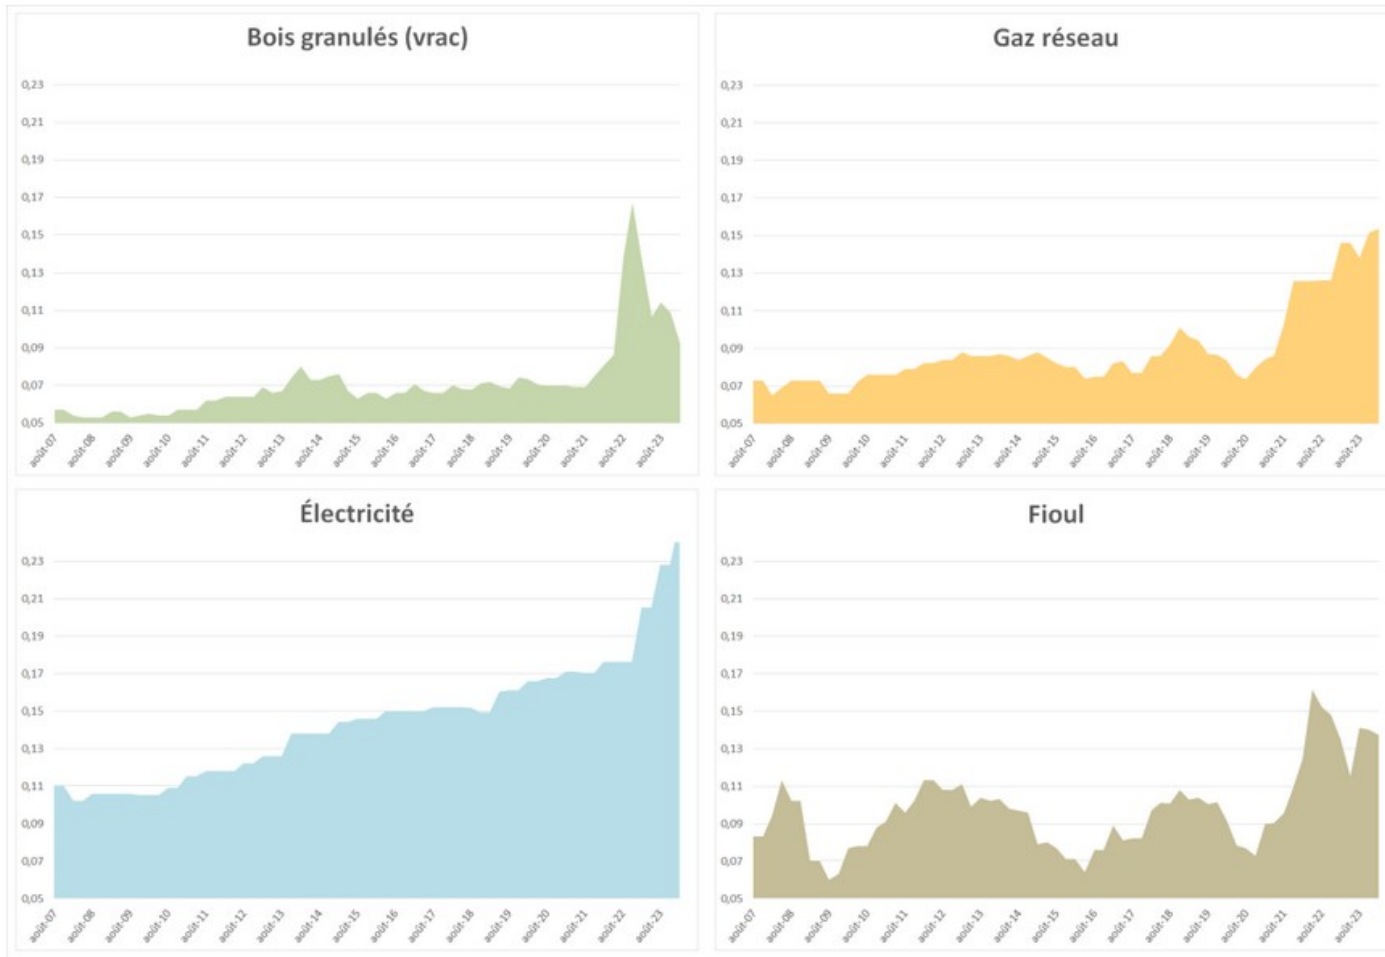 Bois granulés (vrac)
0,23
0,21
0,19
0,17
0,15
0,13
0,11
0,09
0,07
0,05
août-07
août-08
août-09
août-10
août-11
août-12
août-13
août-14
août-15
août-16
août-17
août-18
août-19
août-20
août-21
août-22
août-23
Gaz réseau
0,23
0,21
0,19
0,17
0,15
0,13
0,11
0,09
0,07
0,05
août-07
août-08
août-09
août-10
août-11
août-12
août-13
août-14
août-15
août-16
août-17
août-18
août-19
août-20
août-21
août-22
août-23
Électricité
0,23
0,21
0,19
0,17
0,15
0,13
0,11
0,09
0,07
0,05
août-07
août-08
août-09
août-10
août-11
août-12
août-13
août-14
août-15
août-16
août-17
août-18
août-19
août-20
août-21
août-22
août-23
Fioul
0,23
0,21
0,19
0,17
0,15
0,13
0,11
0,09
0,07
0,05
août-07
août-08
août-09
août-10
août-11
août-12
août-13
août-14
août-15
août-16
août-17
août-18
août-19
août-20
août-21
août-22
août-23